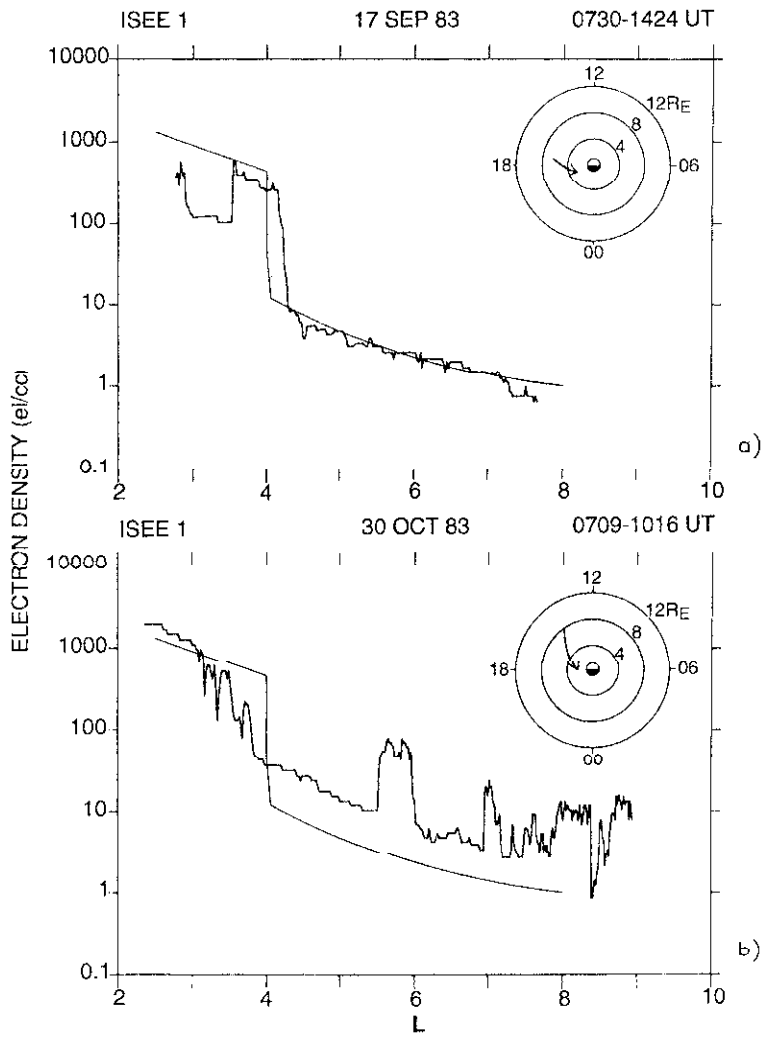 ISEE 1 17 SEP 83 0730-1424 UT
10000
1000
100
10
1
0.1
2 4 6 8 10
12
12RE
8
4
18 06
00
a)
ELECTRON DENSITY (el/cc)
ISEE 1 30 OCT 83 0709-1016 UT
10000
1000
100
10
1
0.1
2 4 6 8 10
12
12RE
8
4
18 06
00
b)
L